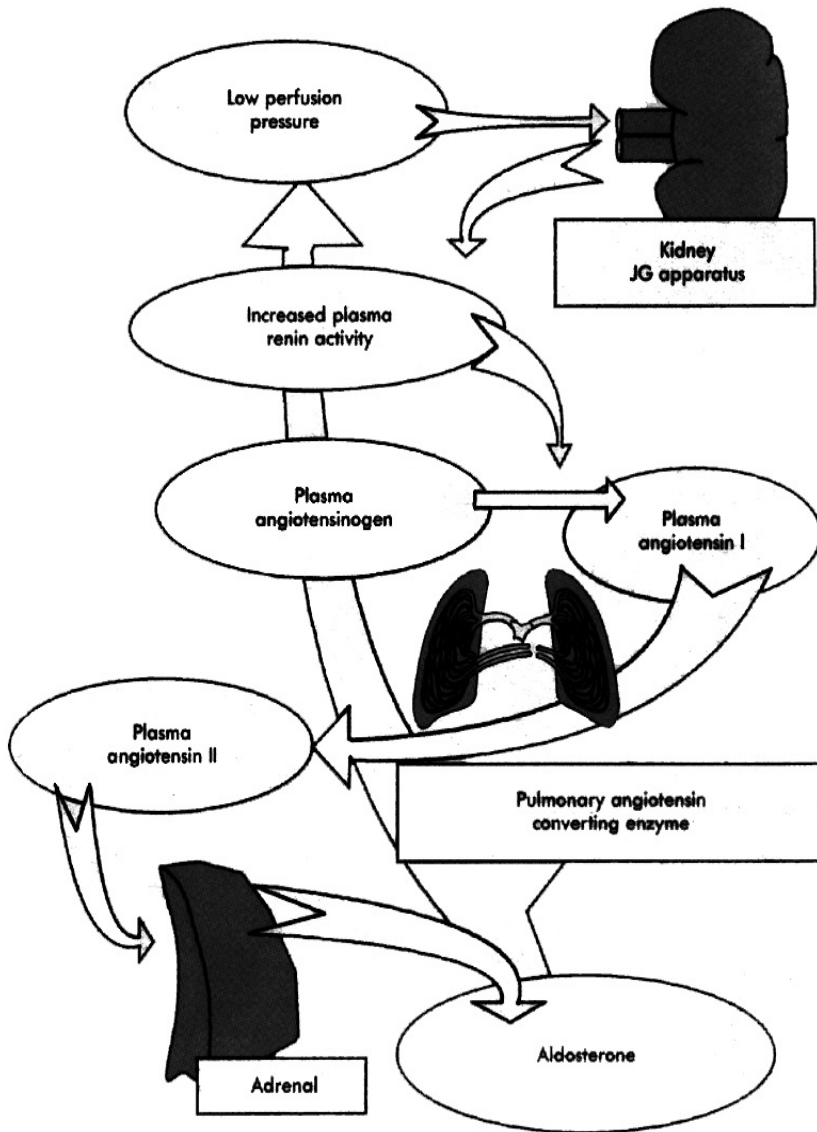 Low perfusion
pressure
Kidney
JG apparatus
Increased plasma
renin activity
Plasma
angiotensinogen
Plasma
angiotensin I
Plasma
angiotensin II
Pulmonary angiotensin
converting enzyme
Adrenal
Aldosterone